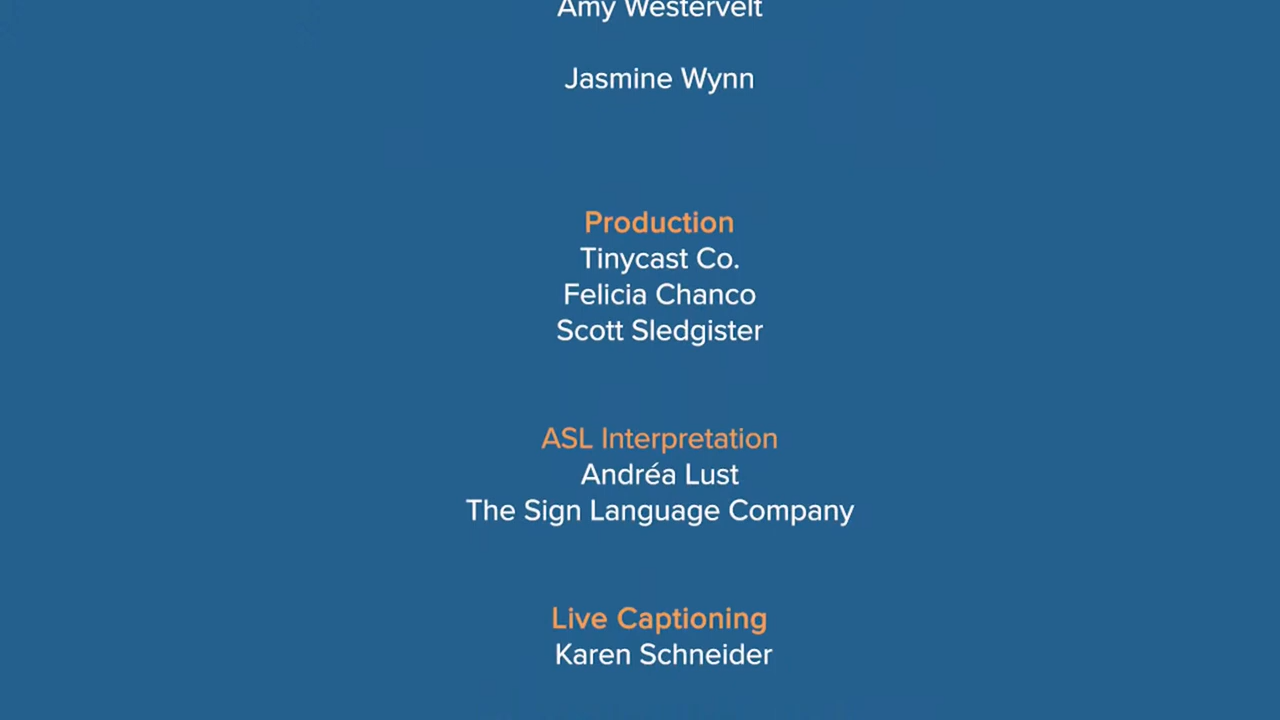 Amy Westervelt
Jasmine Wynn
Production
Tinycast Co.
Felicia Chanco
Scott Sledgister
ASL Interpretation
Andréa Lust
The Sign Language Company
Live Captioning
Karen Schneider